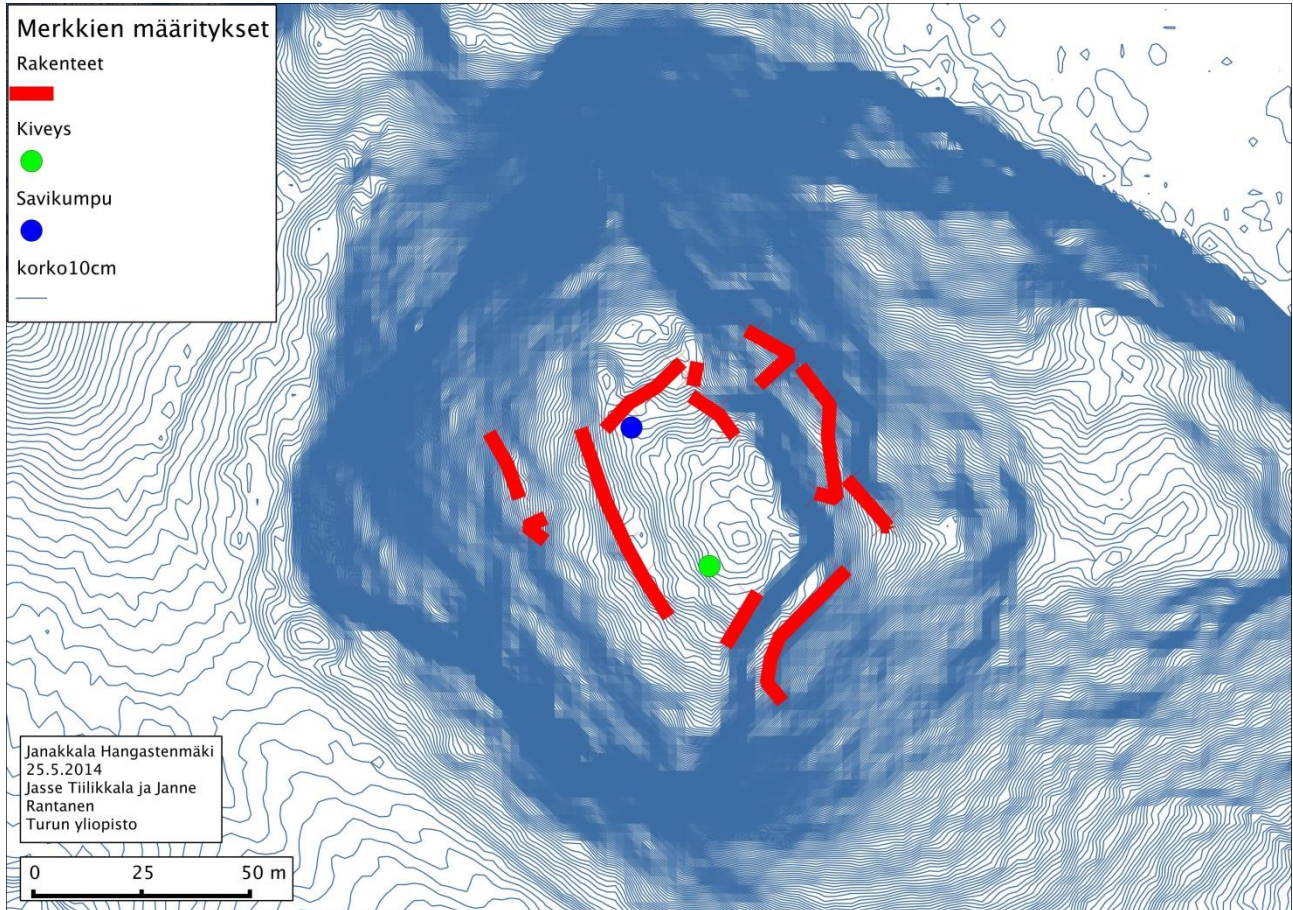 Merkkien määritykset
Rakenteet
Kiveys
Savikumpu
korko10cm
Janakkala Hangastenmäki
25.5.2014
Jasse Tiilikkala ja Janne
Rantanen
Turun yliopisto
0 25 50 m